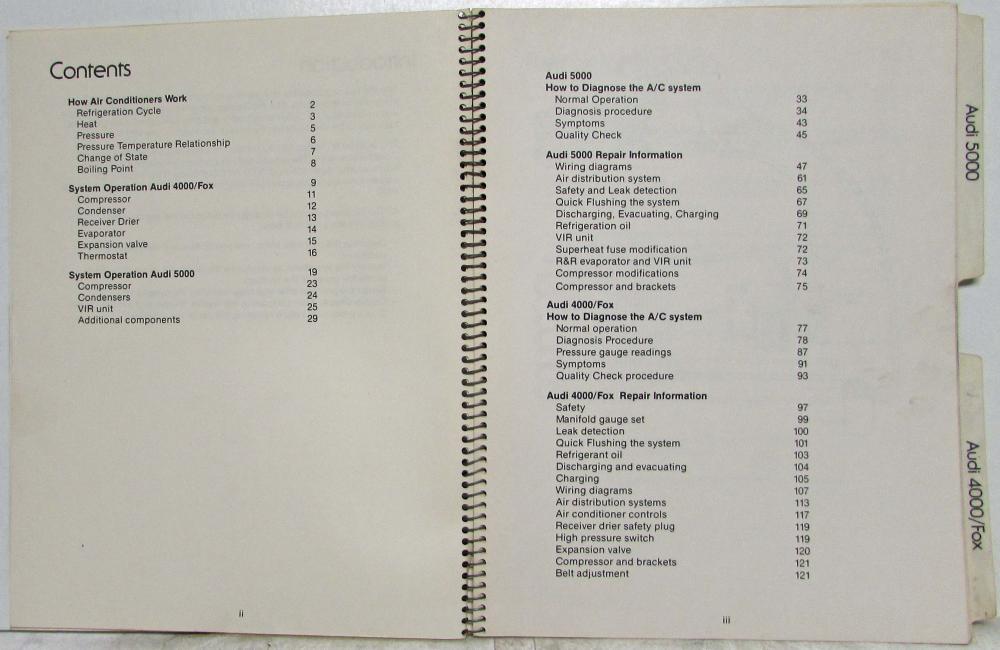 Contents
How Air Conditioners Work
Refrigeration Cycle 2
Heat 3
Pressure 5
Pressure Temperature Relationship 6
Change of State 7
Boiling Point 8
System Operation Audi 4000/Fox 9
Compressor 11
Condenser 12
Receiver Drier 13
Evaporator 14
Expansion valve 15
Thermostat 16
System Operation Audi 5000 19
Compressor 23
Condensers 24
VIR unit 25
Additional components 29
ii
Audi 5000
How to Diagnose the A/C system
Normal Operation 33
Diagnosis procedure 34
Symptoms 43
Quality Check 45
Audi 5000 Repair Information
Wiring diagrams 47
Air distribution system 61
Safety and Leak detection 65
Quick Flushing the system 67
Discharging, Evacuating, Charging 69
Refrigeration oil 71
VIR unit 72
Superheat fuse modification 72
R&R evaporator and VIR unit 73
Compressor modifications 74
Compressor and brackets 75
Audi 4000/Fox
How to Diagnose the A/C system
Normal operation 77
Diagnosis Procedure 78
Pressure gauge readings 87
Symptoms 91
Quality Check procedure 93
Audi 4000/Fox Repair Information
Safety 97
Manifold gauge set 99
Leak detection 100
Quick Flushing the system 101
Refrigerant oil 103
Discharging and evacuating 104
Charging 105
Wiring diagrams 107
Air distribution systems 113
Air conditioner controls 117
Receiver drier safety plug 119
High pressure switch 119
Expansion valve 120
Compressor and brackets 121
Belt adjustment 121
iii
Audi 5000
Audi 4000/Fox